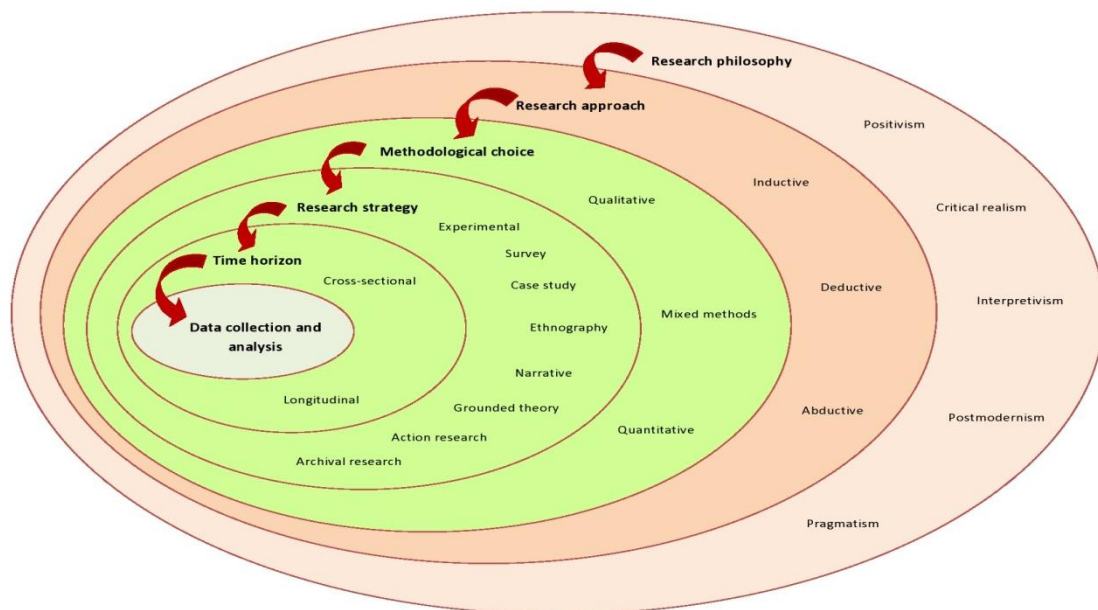 Research philosophy
Research approach
Positivism
Methodological choice
Inductive
Qualitative
Research strategy
Critical realism
Experimental
Survey
Time horizon
Cross-sectional
Case study
Deductive
Interpretivism
Mixed methods
Data collection and
analysis
Ethnography
Narrative
Longitudinal
Grounded theory
Abductive
Postmodernism
Quantitative
Action research
Archival research
Pragmatism